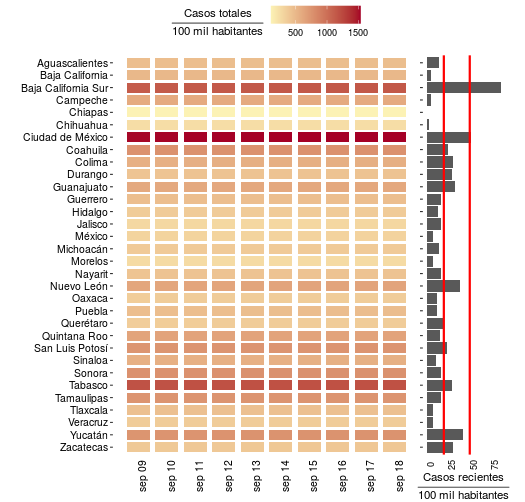 Casos totales
100 mil habitantes
500 1000 1500
Aguascalientes
Baja California
Baja California Sur
Campeche
Chiapas
Chihuahua
Ciudad de México
Coahuila
Colima
Durango
Guanajuato
Guerrero
Hidalgo
Jalisco
México
Michoacán
Morelos
Nayarit
Nuevo León
Oaxaca
Puebla
Querétaro
Quintana Roo
San Luis Potosí
Sinaloa
Sonora
Tabasco
Tamaulipas
Tlaxcala
Veracruz
Yucatán
Zacatecas
sep 09
sep 10
sep 11
sep 12
sep 13
sep 14
sep 15
sep 16
sep 17
sep 18
0
25
50
75
Casos recientes
100 mil habitantes